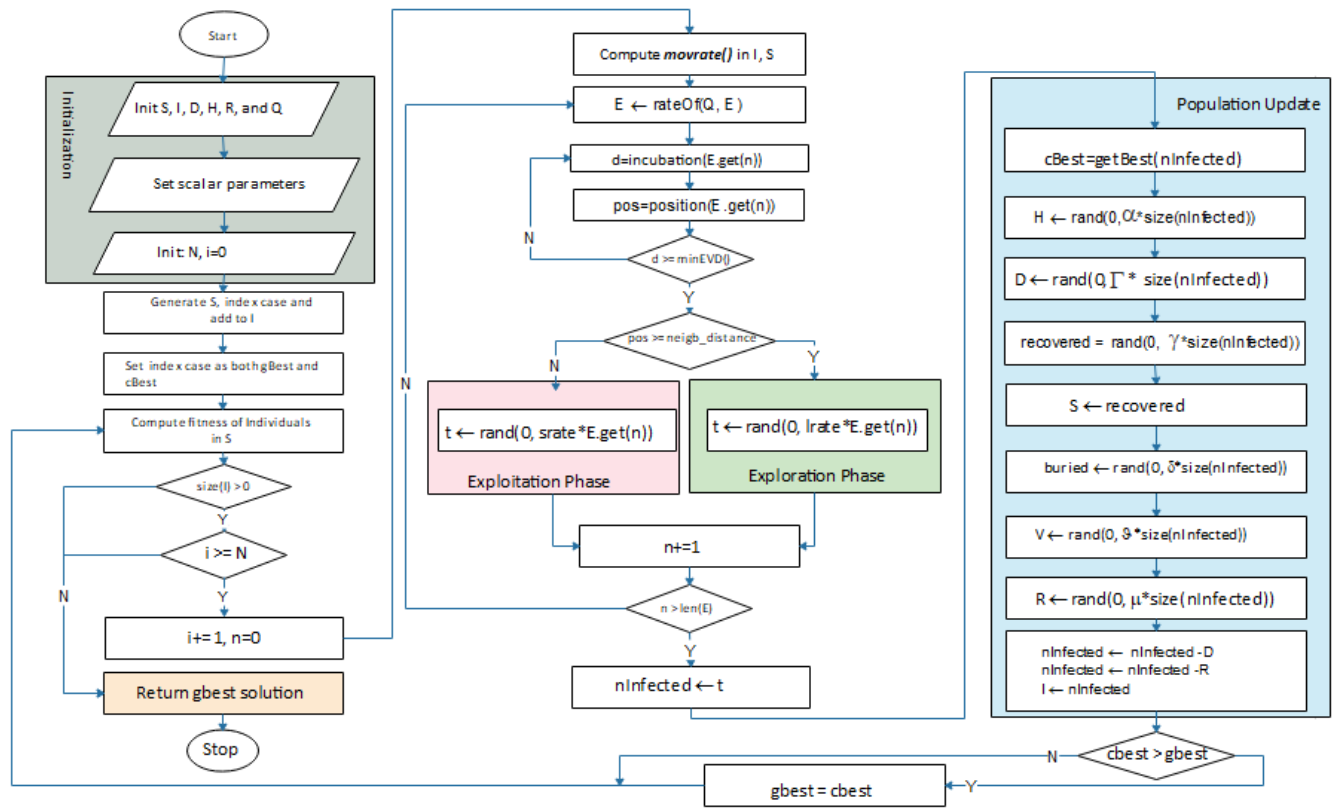 Start
Initialization
Init S, I, D, H, R, and Q
Set scalar parameters
Init: N, i=0
Generate S, index case and
add to I
Set index case as both gBest and
cBest
Compute fitness of Individuals
in S
size(I) > 0
Y
i >= N
N
Y
i+= 1, n=0
Return gbest solution
Stop
Compute movrate() in I, S
E ← rateOf(Q, E )
d=incubation(E.get(n))
pos=position(E .get(n))
N
d >= minEVD()
Y
pos >= neigb_distance
N
Y
N
t ← rand(0, srate*E.get(n))
Exploitation Phase
t ← rand(0, lrate*E.get(n))
Exploration Phase
n+=1
n >len(E)
Y
nInfected ← t
Population Update
cBest=getBest(nInfected)
H ← rand(0,α*size(nInfected))
D ← rand(0,Γ * size(nInfected))
recovered = rand(0, γ*size(nInfected))
S ← recovered
buried ← rand(0, δ*size(nInfected))
V ← rand(0, ϑ*size(nInfected))
R ← rand(0, μ*size(nInfected))
nInfected ← nInfected -D
nInfected ← nInfected -R
I ← nInfected
cbest >gbest
N
Y
gbest = cbest